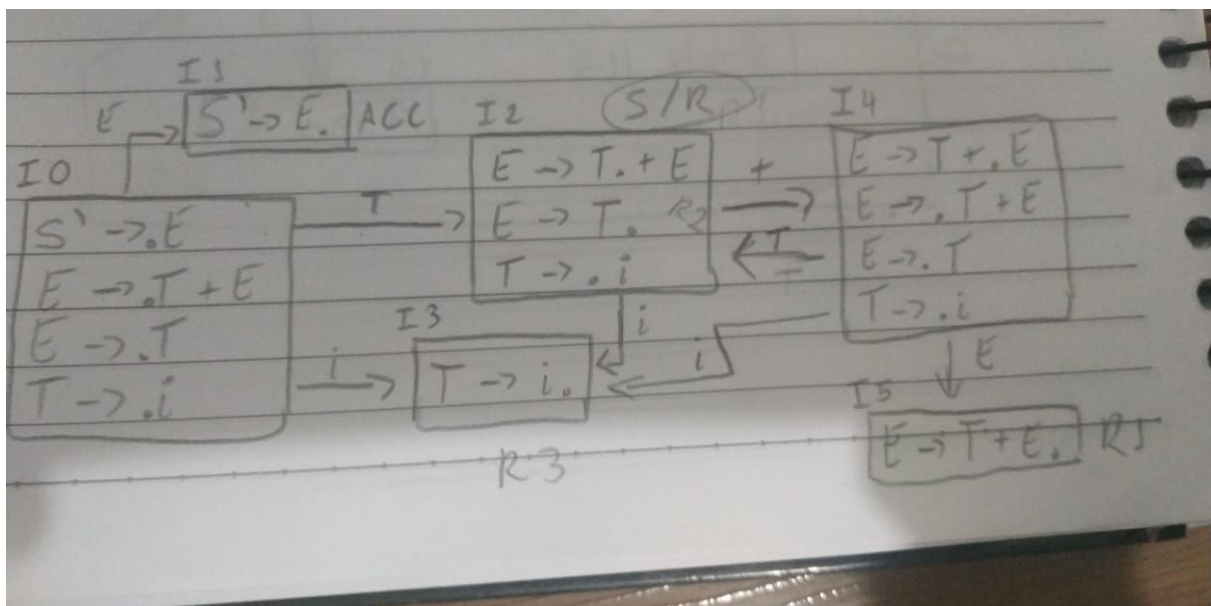 I1
E
S' -> E. ACC
I2
S/R
I4
I0
S' ->.E
E ->.T + E
E ->.T
T ->.i
T
E -> T. + E
E -> T. R2
T -> .i
+
T
E -> T + .E
E ->. T + E
E ->. T
T ->.i
I3
i
T -> i.
R3
i
i
E
I5
E -> T + E. R1